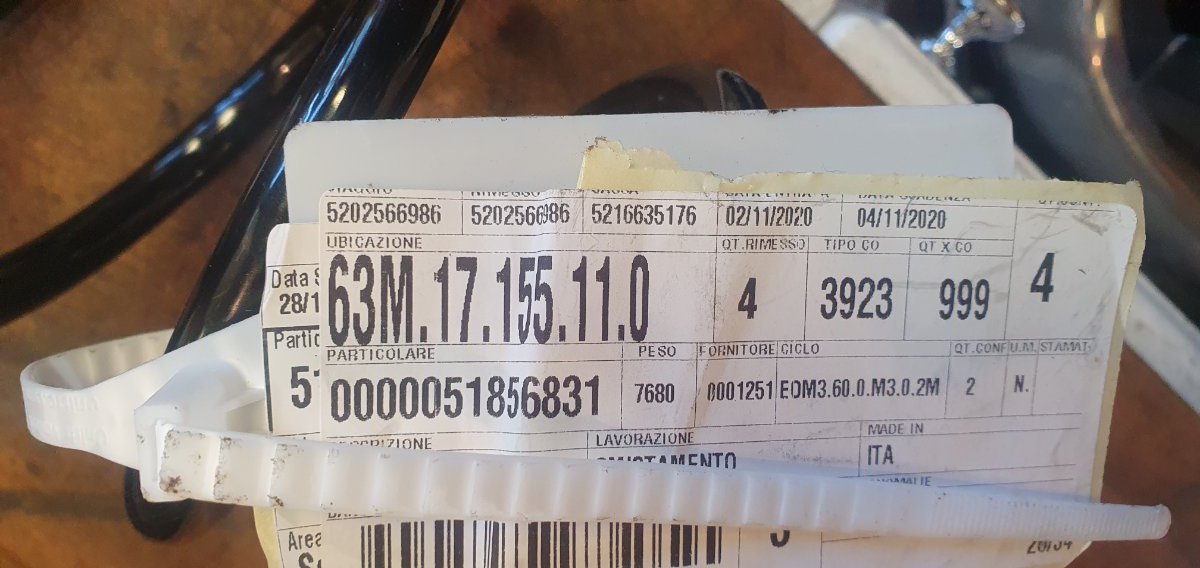 5202566986 5202566986 5216635176 02/11/2020 04/11/2020
UBICAZIONE QT.RIMESSO TIPO CO QT X CO
63M.17.155.11.0 4 3923 999 4
Data
28/1
Partic
PARTICOLARE PESO FORNITORE CICLO QT.CONF U.M. STAMAT.
51
0000051856831 7680 0001251 EOM3.60.0.M3.0.2M 2 N.
LAVORAZIONE MADE IN
ITA
Area